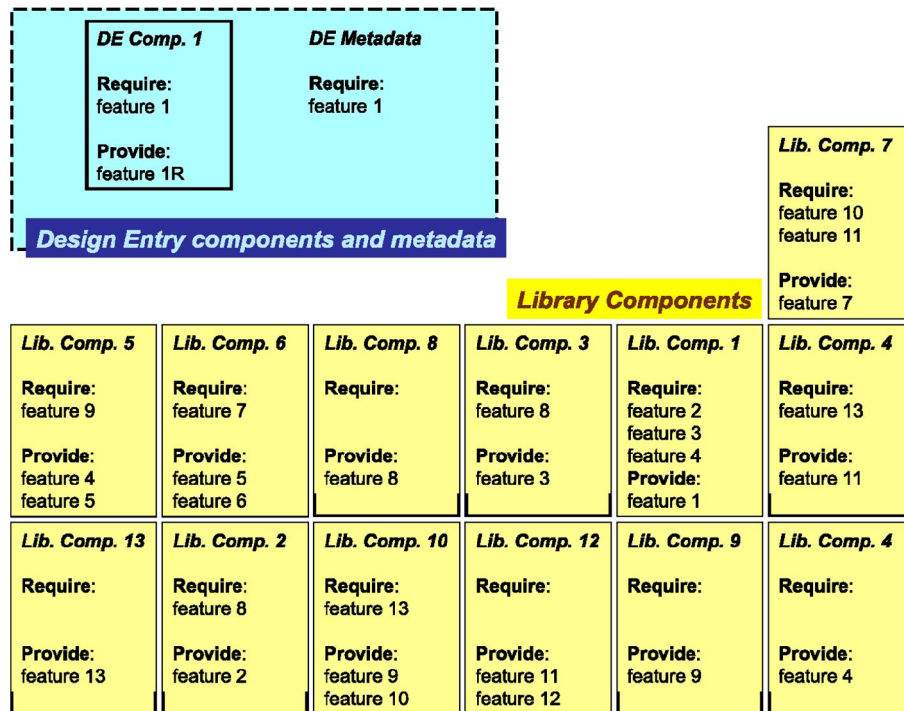 DE Comp. 1
Require:
feature 1
Provide:
feature 1R
DE Metadata
Require:
feature 1
Design Entry components and metadata
Lib. Comp. 7
Require:
feature 10
feature 11
Provide:
feature 7
Library Components
Lib. Comp. 5
Require:
feature 9
Provide:
feature 4
feature 5
Lib. Comp. 6
Require:
feature 7
Provide:
feature 5
feature 6
Lib. Comp. 8
Require:
Provide:
feature 8
Lib. Comp. 3
Require:
feature 8
Provide:
feature 3
Lib. Comp. 1
Require:
feature 2
feature 3
feature 4
Provide:
feature 1
Lib. Comp. 4
Require:
feature 13
Provide:
feature 11
Lib. Comp. 13
Require:
Provide:
feature 13
Lib. Comp. 2
Require:
feature 8
Provide:
feature 2
Lib. Comp. 10
Require:
feature 13
Provide:
feature 9
feature 10
Lib. Comp. 12
Require:
Provide:
feature 11
feature 12
Lib. Comp. 9
Require:
Provide:
feature 9
Lib. Comp. 4
Require:
Provide:
feature 4